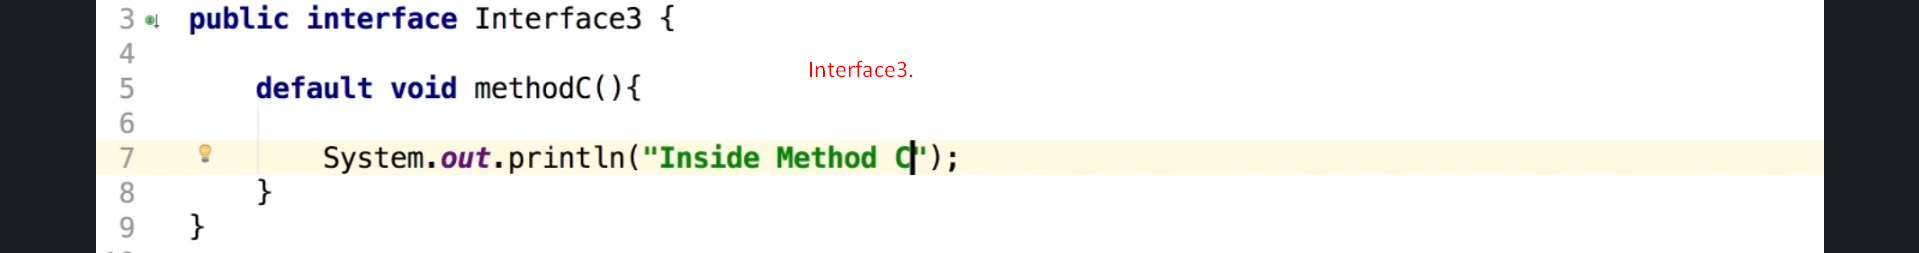 3 public interface Interface3 {
4
Interface3.
5 default void methodC(){
6
7 System.out.println("Inside Method C");
8 }
9 }